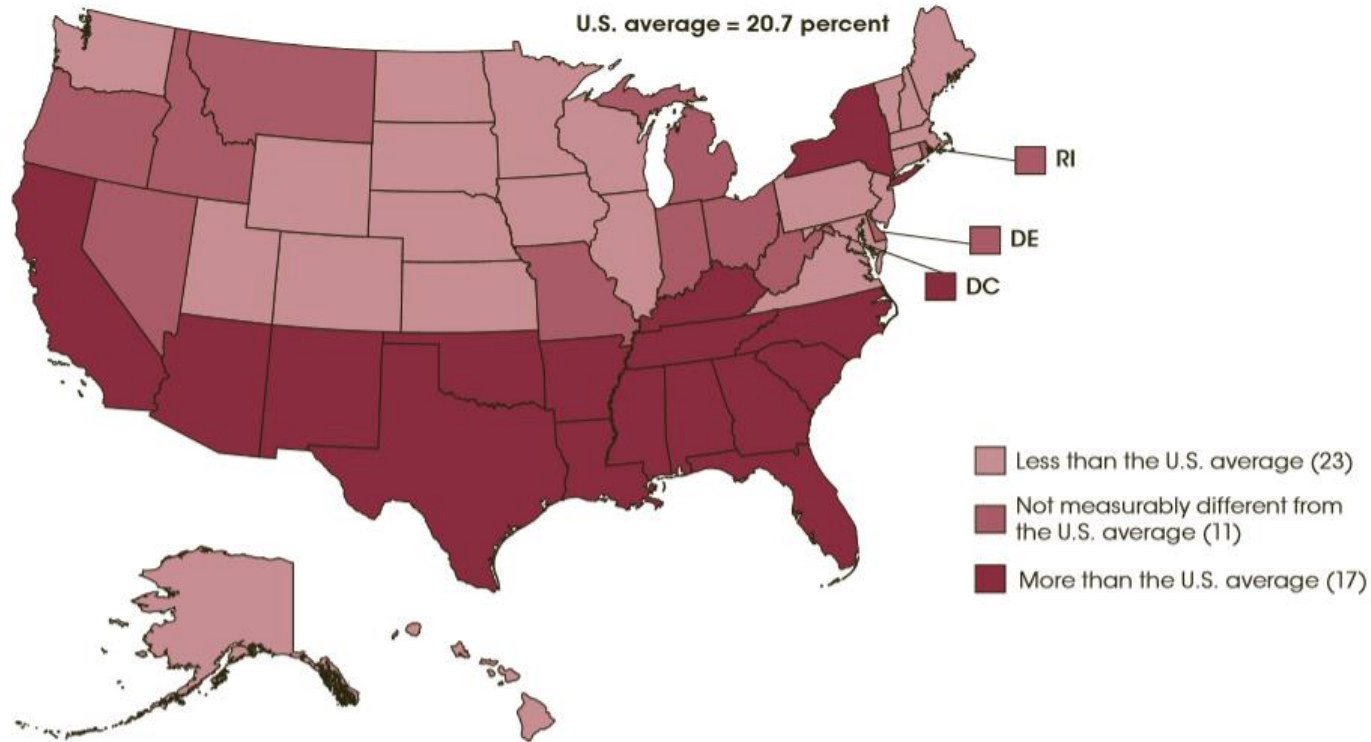 U.S. average = 20.7 percent
RI
DE
DC
Less than the U.S. average (23)
Not measurably different from
the U.S. average (11)
More than the U.S. average (17)